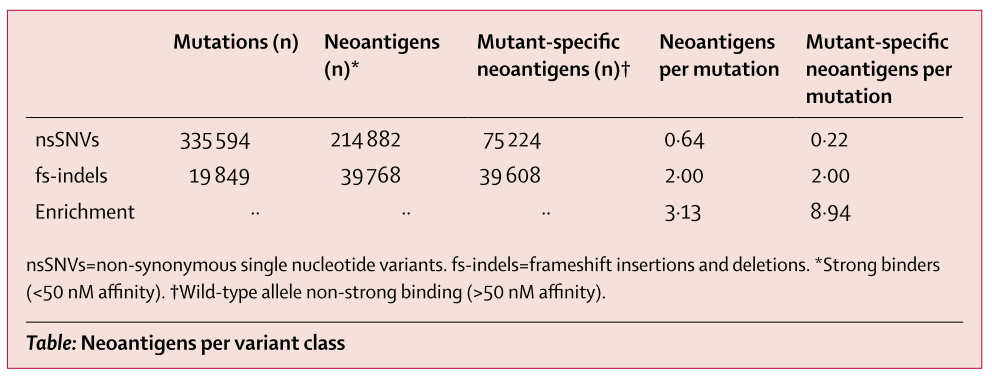 Mutations (n) Neoantigens (n)* Mutant-specific neoantigens (n)† Neoantigens per mutation Mutant-specific neoantigens per mutation
nsSNVs 335 594 214 882 75 224 0·64 0·22
fs-indels 19 849 39 768 39 608 2·00 2·00
Enrichment ·· ·· ·· 3·13 8·94
nsSNVs=non-synonymous single nucleotide variants. fs-indels=frameshift insertions and deletions. *Strong binders
(<50 nM affinity). †Wild-type allele non-strong binding (>50 nM affinity).
Table: Neoantigens per variant class